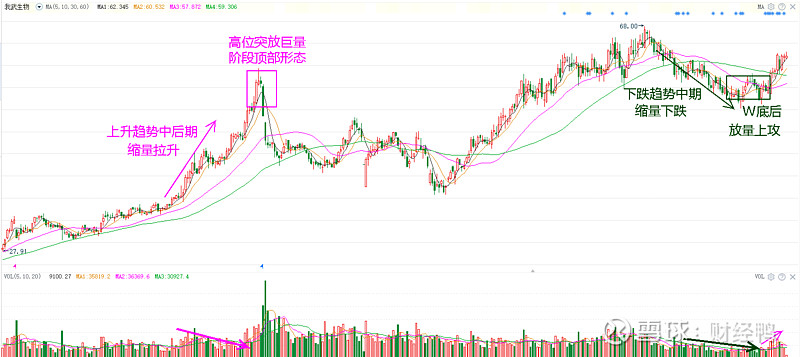 我武生物 MA(5,10,30,60) MA1:62.345 MA2:60.532 MA3:57.872 MA4:59.306 MA
68.00
高位突放巨量
阶段顶部形态
上升趋势中后期
缩量拉升
下跌趋势中期
缩量下跌
W底后
放量上攻
27.91
VOL(5,10,20) 9100.27 MA1:35819.2 MA2:36369.6 MA3:30927.4 VOL
雪球:财经鸭